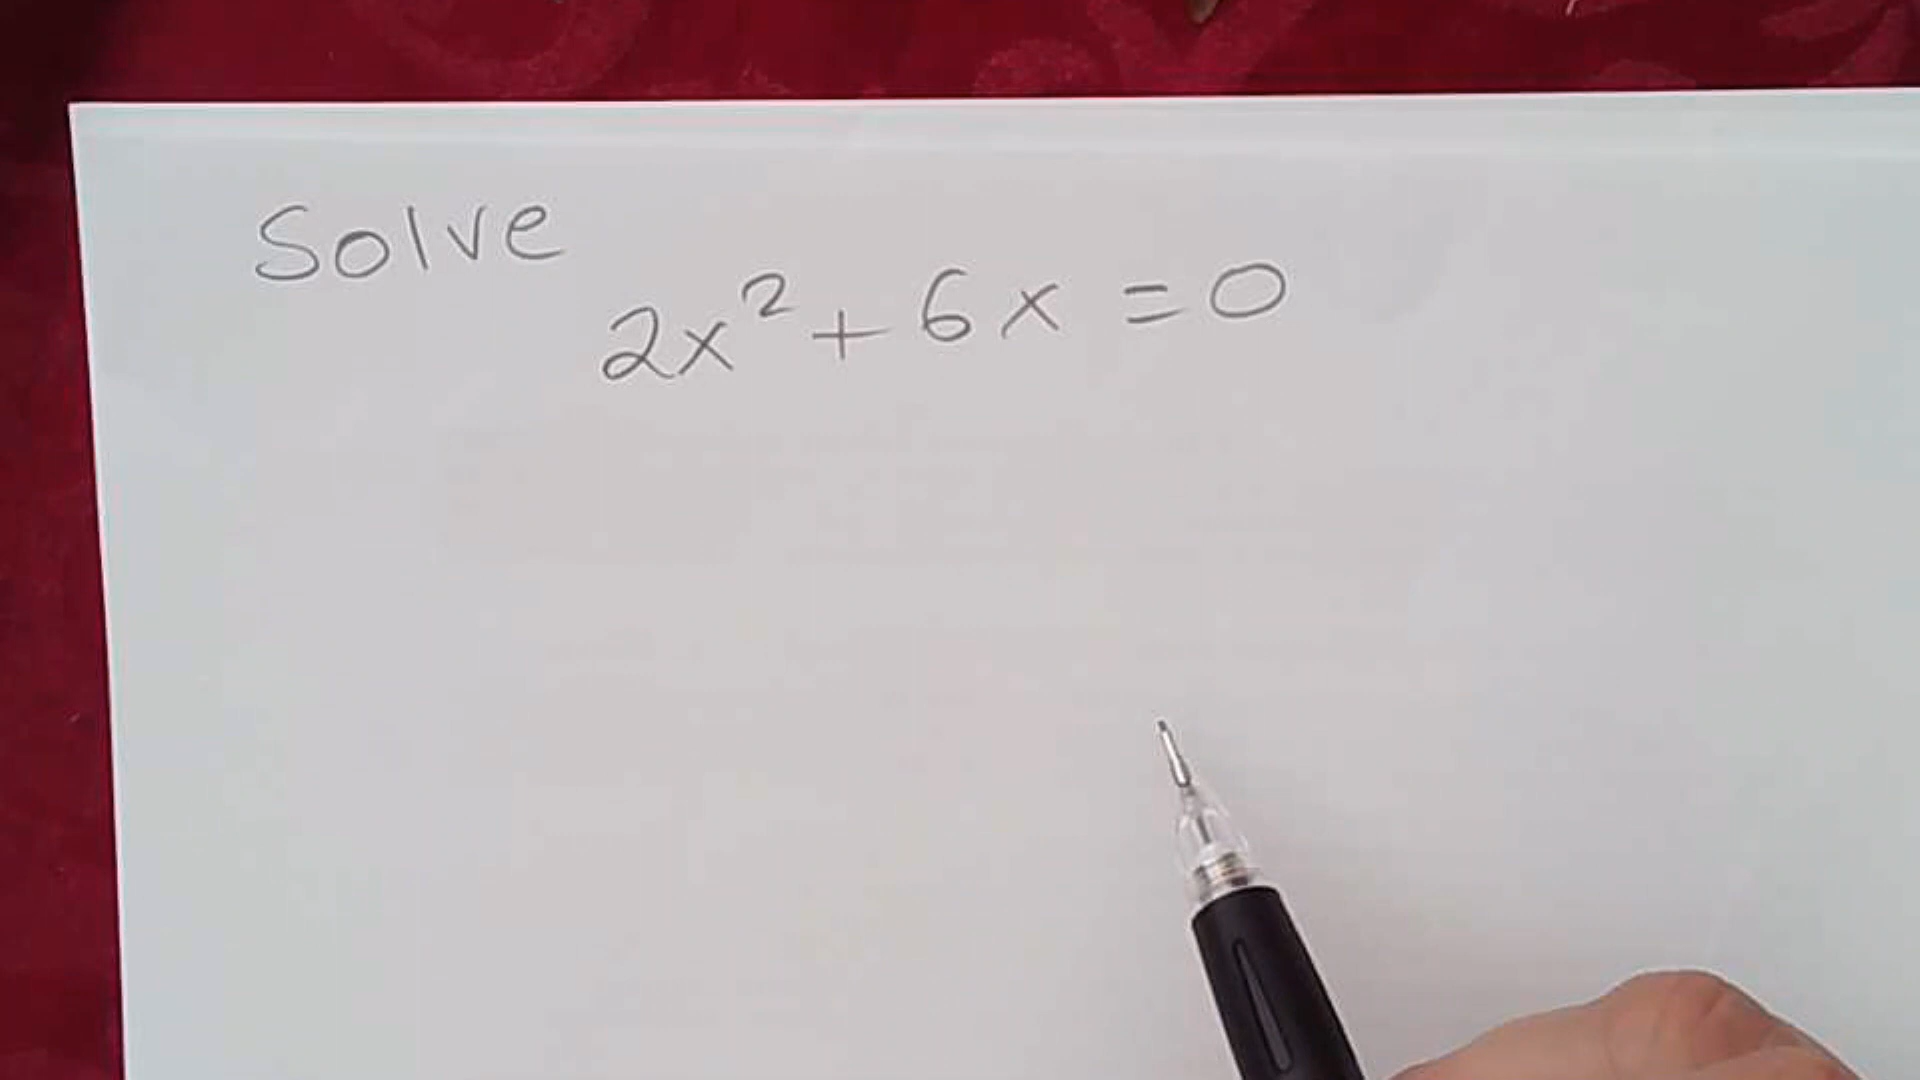 Solve
2x² + 6x = 0